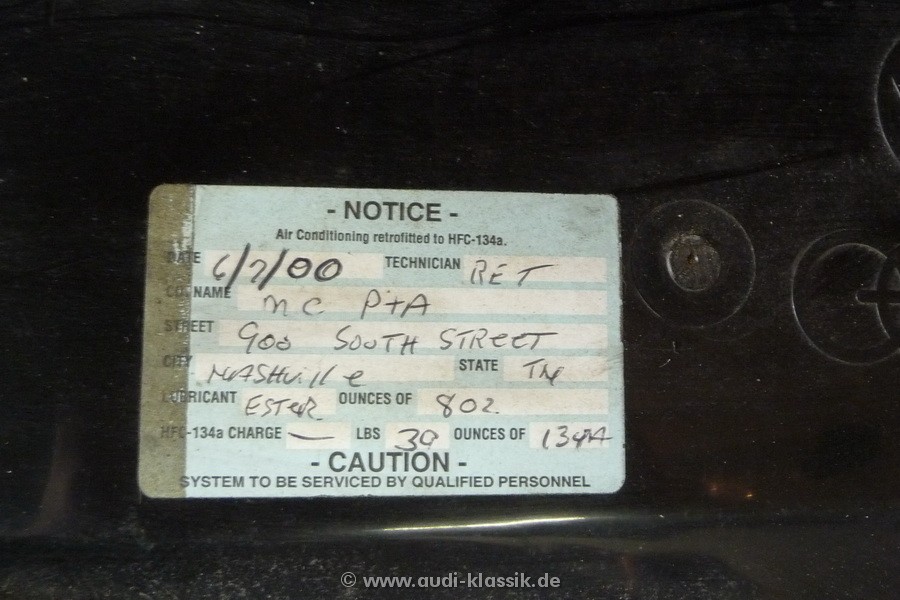 - NOTICE -
Air Conditioning retrofitted to HFC-134a.
DATE 6/7/00 TECHNICIAN RET
CO. NAME MC P+A
STREET 900 SOUTH STREET
CITY NASHVille STATE TN
LUBRICANT ESTER OUNCES OF 8oz.
HFC-134a CHARGE — LBS 39 OUNCES OF 134A
- CAUTION -
SYSTEM TO BE SERVICED BY QUALIFIED PERSONNEL
© www.audi-klassik.de